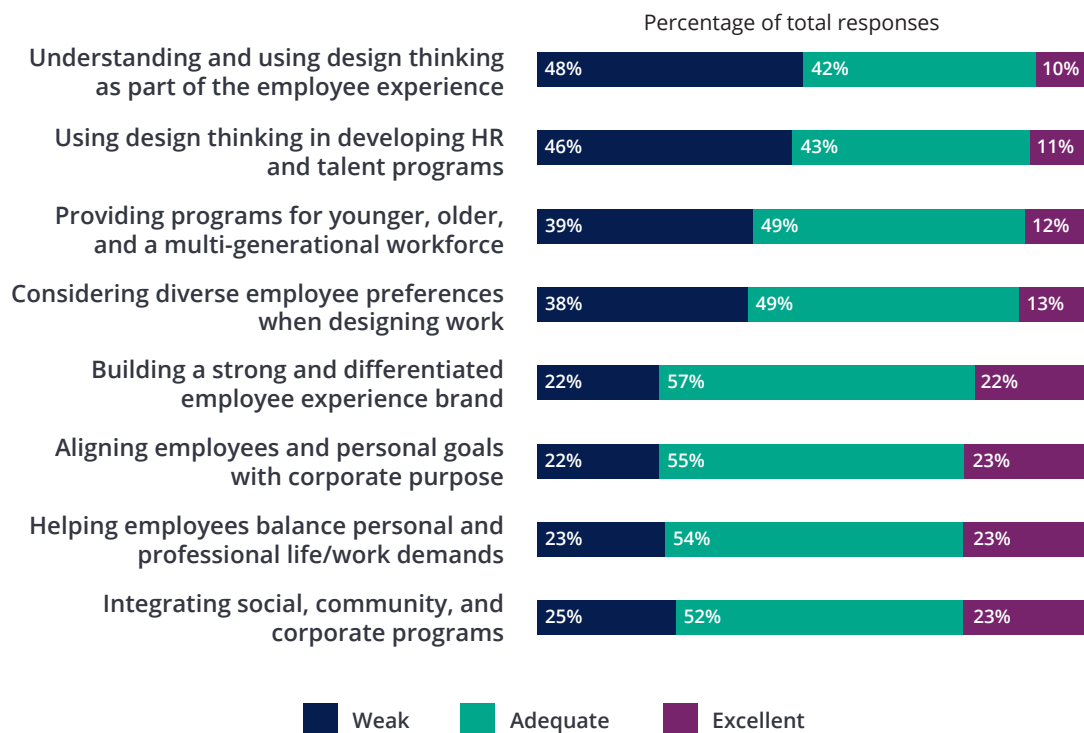 Percentage of total responses
Understanding and using design thinking
as part of the employee experience
48% 42% 10%
Using design thinking in developing HR
and talent programs
46% 43% 11%
Providing programs for younger, older,
and a multi-generational workforce
39% 49% 12%
Considering diverse employee preferences
when designing work
38% 49% 13%
Building a strong and differentiated
employee experience brand
22% 57% 22%
Aligning employees and personal goals
with corporate purpose
22% 55% 23%
Helping employees balance personal and
professional life/work demands
23% 54% 23%
Integrating social, community, and
corporate programs
25% 52% 23%
Weak Adequate Excellent